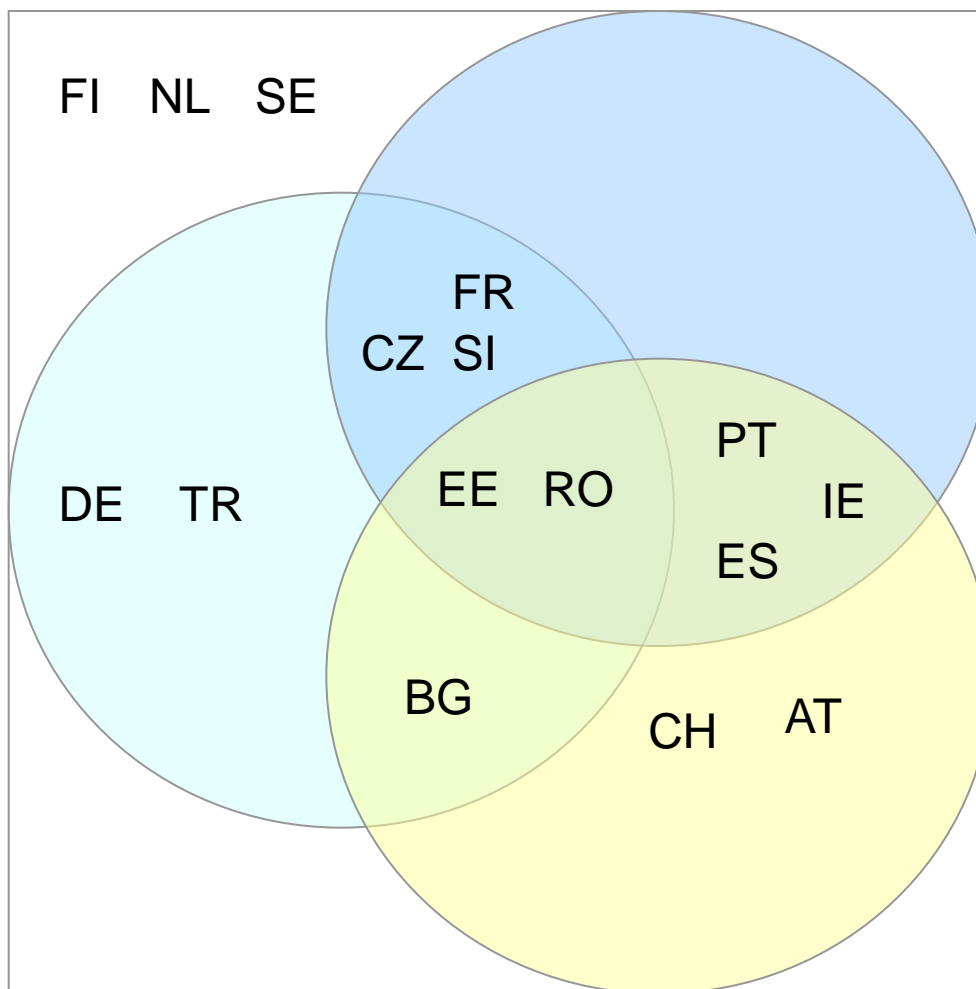 FI NL SE
FR
CZ SI
PT
EE RO
IE
DE TR
ES
BG
CH AT